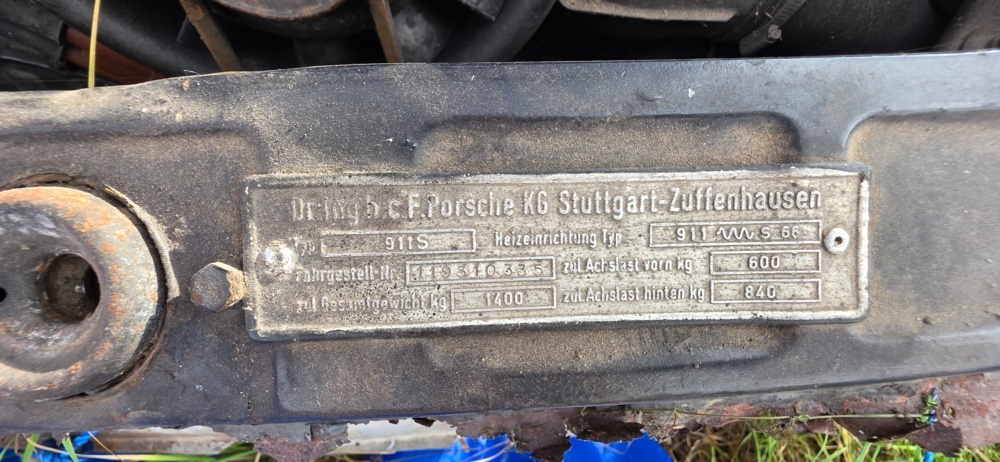 Dr.-Ing. h. c. F. Porsche KG Stuttgart-Zuffenhausen
Typ 911S Heizeinrichtung Typ 911 S 66
Fahrgestell-Nr. 119310335 zul Achslast vorn kg 600
zul Gesamtgewicht kg 1400 zul Achslast hinten kg 840